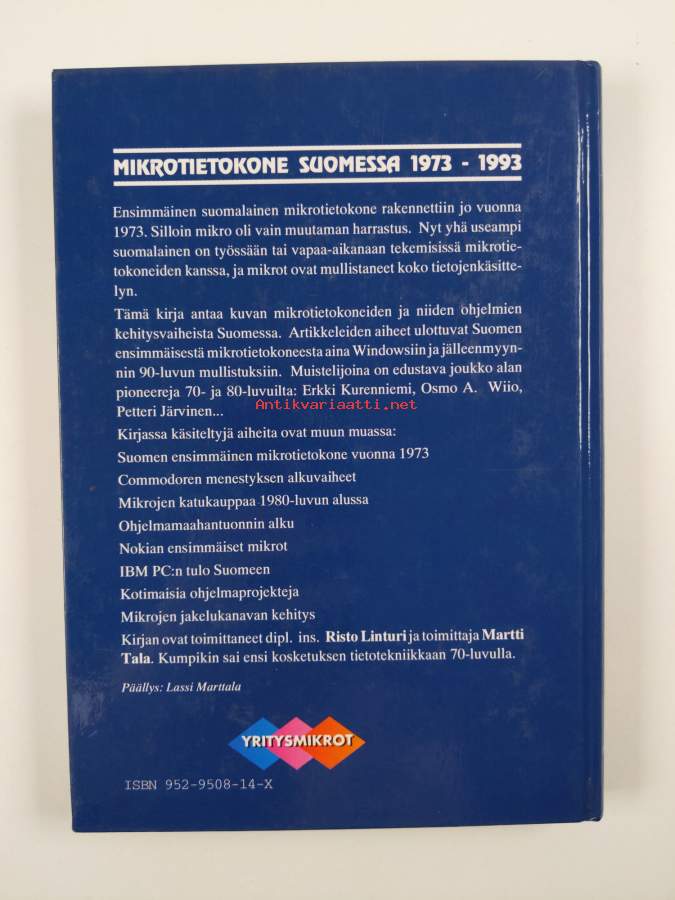 MIKROTIETOKONE SUOMESSA 1973 - 1993
Ensimmäinen suomalainen mikrotietokone rakennettiin jo vuonna
1973. Silloin mikro oli vain muutaman harrastus. Nyt yhä useampi
suomalainen on työssään tai vapaa-aikanaan tekemisissä mikrotie-
tokoneiden kanssa, ja mikrot ovat mullistaneet koko tietojenkäsitte-
lyn.
Tämä kirja antaa kuvan mikrotietokoneiden ja niiden ohjelmien
kehitysvaiheista Suomessa. Artikkeleiden aiheet ulottuvat Suomen
ensimmäisestä mikrotietokoneesta aina Windowsiin ja jälleenmyyn-
nin 90-luvun mullistuksiin. Muistelijoina on edustava joukko alan
pioneereja 70- ja 80-luvuilta: Erkki Kurenniemi, Osmo A. Wiio,
Petteri Järvinen...
Antikvariaatti.net
Kirjassa käsiteltyjä aiheita ovat muun muassa:
Suomen ensimmäinen mikrotietokone vuonna 1973
Commodoren menestyksen alkuvaiheet
Mikrojen katukauppaa 1980-luvun alussa
Ohjelmamaahantuonnin alku
Nokian ensimmäiset mikrot
IBM PC:n tulo Suomeen
Kotimaisia ohjelmaprojekteja
Mikrojen jakelukanavan kehitys
Kirjan ovat toimittaneet dipl. ins. Risto Linturi ja toimittaja Martti
Tala. Kumpikin sai ensi kosketuksen tietotekniikkaan 70-luvulla.
Päällys: Lassi Marttala
YRITYSMIKROT
ISBN 952-9508-14-X